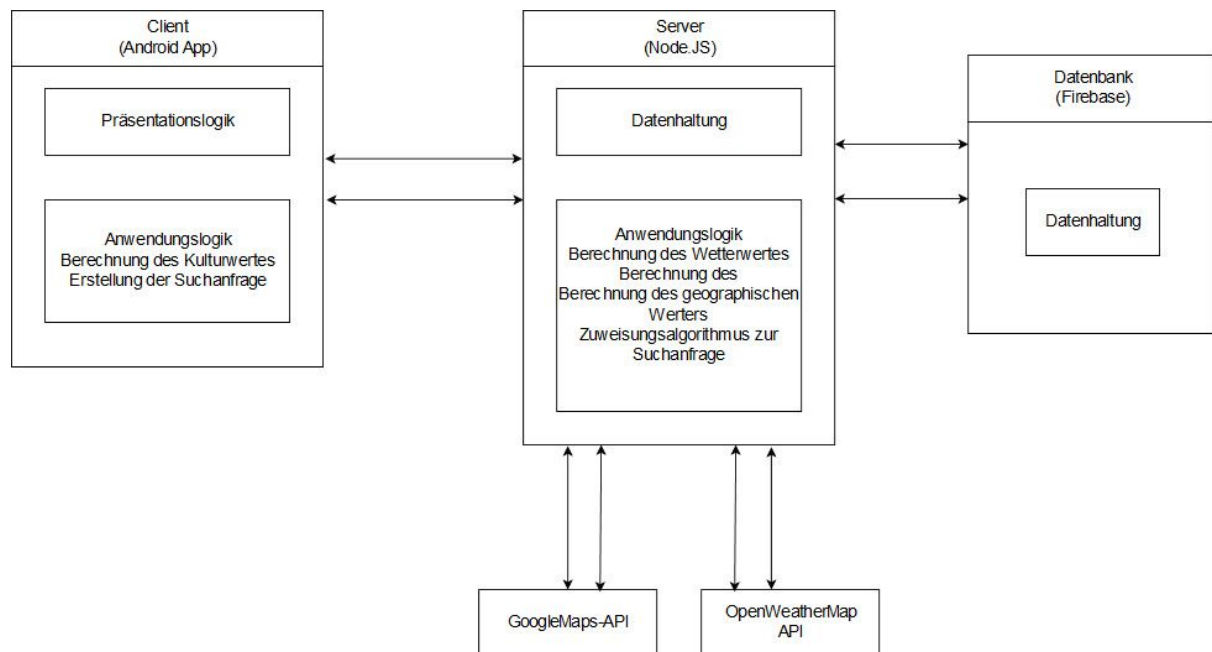 Client
(Android App)
Präsentationslogik
Anwendungslogik
Berechnung des Kulturwertes
Erstellung der Suchanfrage
Server
(Node.JS)
Datenhaltung
Anwendungslogik
Berechnung des Wetterwertes
Berechnung des
Berechnung des geographischen
Werters
Zuweisungsalgorithmus zur
Suchanfrage
Datenbank
(Firebase)
Datenhaltung
GoogleMaps-API
OpenWeatherMap
API